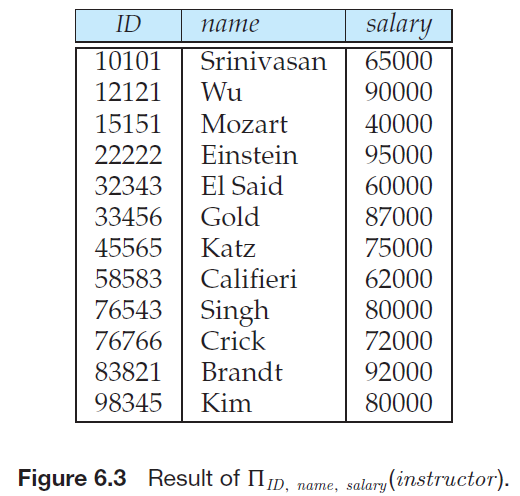 ID name salary
10101 Srinivasan 65000
12121 Wu 90000
15151 Mozart 40000
22222 Einstein 95000
32343 El Said 60000
33456 Gold 87000
45565 Katz 75000
58583 Califieri 62000
76543 Singh 80000
76766 Crick 72000
83821 Brandt 92000
98345 Kim 80000
Figure 6.3 Result of Π ID, name, salary(instructor).